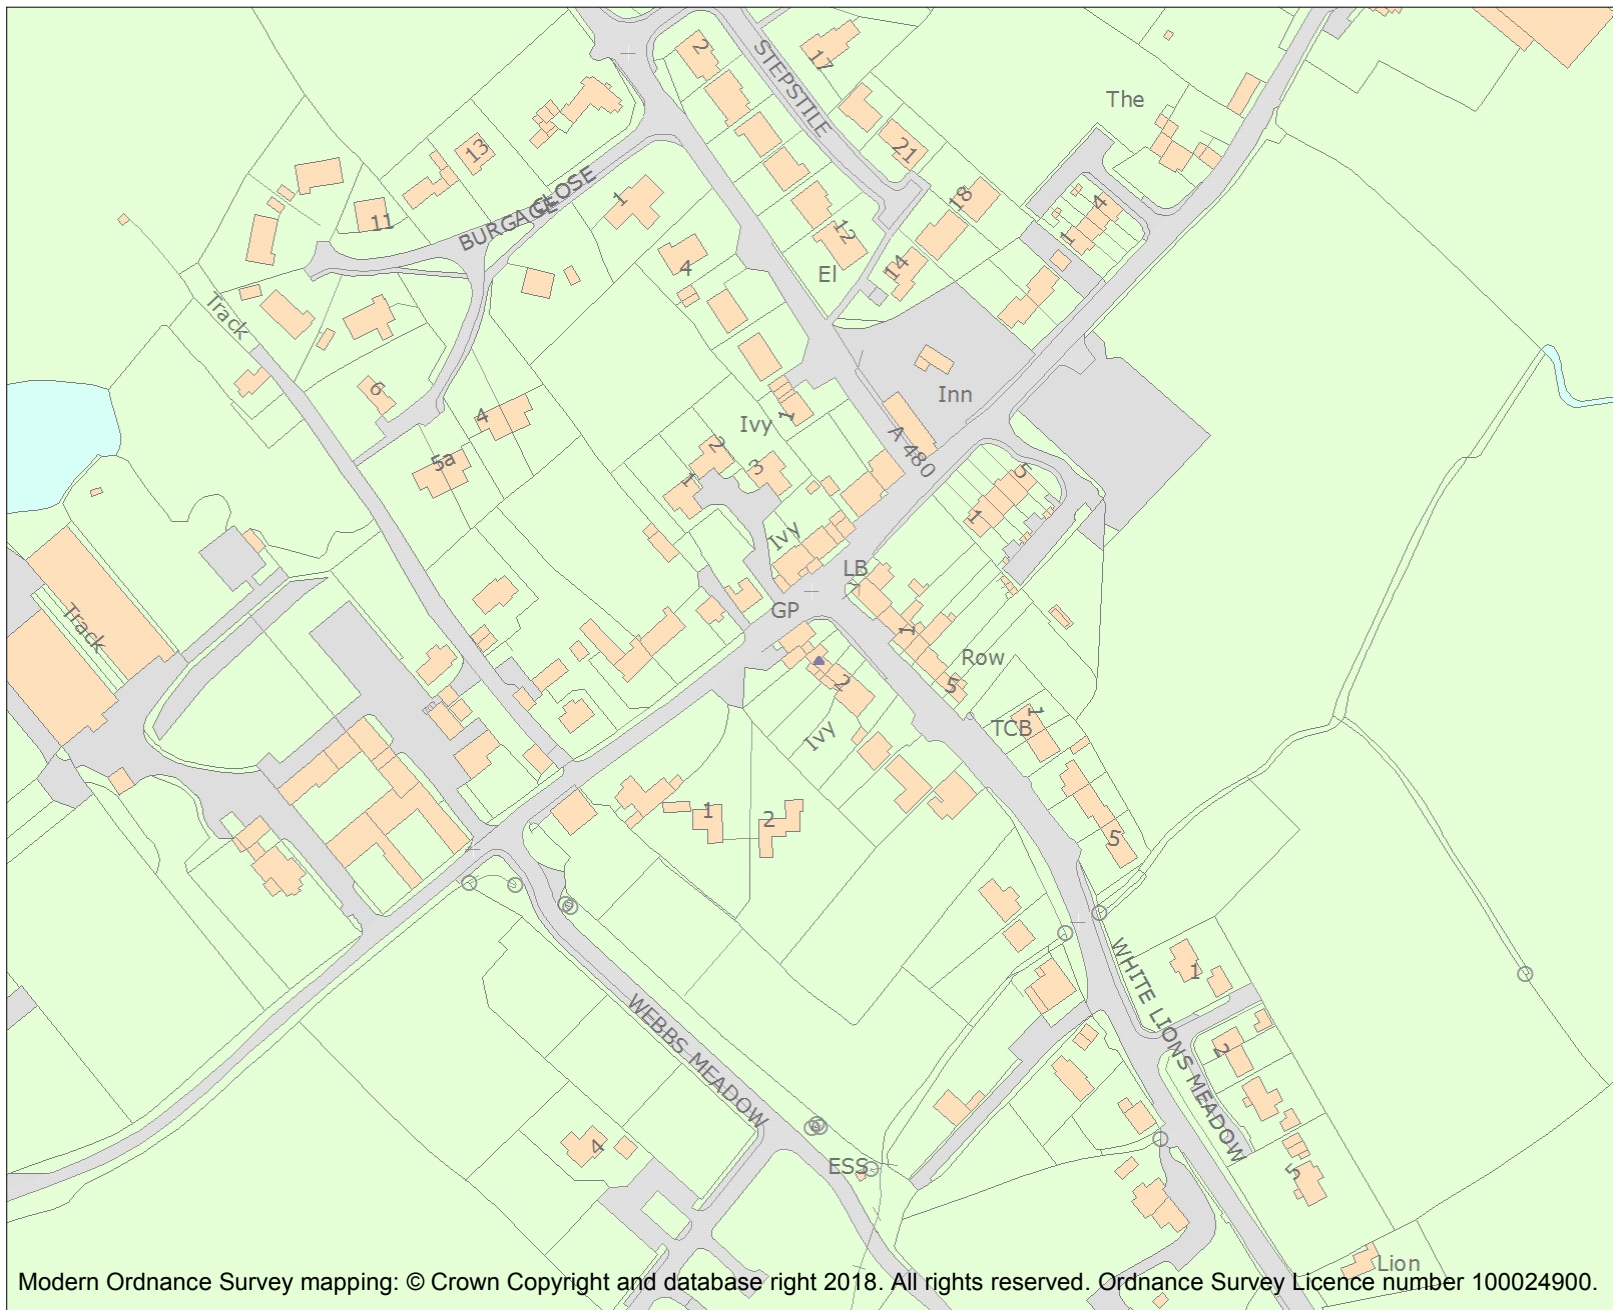 2
STEPSTILE
17
The
13
21
BURGAGE
CLOSE
1
18
4
1
11
12
4
El
14
Track
6
Inn
4
1
Ivy
A 480
2
3
5a
1
5
1
Ivy
LB
GP
Track
1
Row
2
5
Ivy
1
TCB
1
2
5
WHITE LIONS MEADOW
1
WEBBS MEADOW
2
4
ESS
5
Lion
Modern Ordnance Survey mapping: © Crown Copyright and database right 2018. All rights reserved. Ordnance Survey Licence number 100024900.